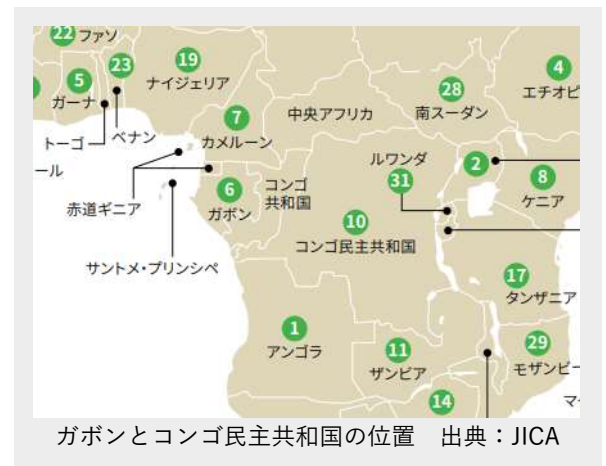 22 ファソ
19
ナイジェリア
4
エチオピ
5
ガーナ
23
28
南スーダン
トーゴ
ベナン
7
カメルーン
中央アフリカ
ール
ルワンダ
31
2
8
ケニア
赤道ギニア
6
ガボン
コンゴ
共和国
10
コンゴ民主共和国
サントメ・プリンシペ
17
タンザニア
1
アンゴラ
11
ザンビア
29
モザンビー
14
マ
ガボンとコンゴ民主共和国の位置　出典：JICA